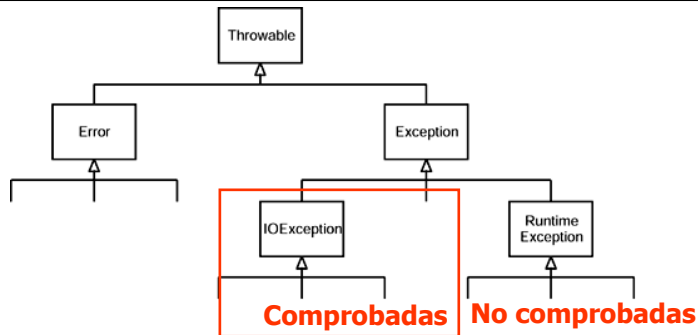 Throwable
Error
Exception
IOException
Runtime
Exception
Comprobadas
No comprobadas